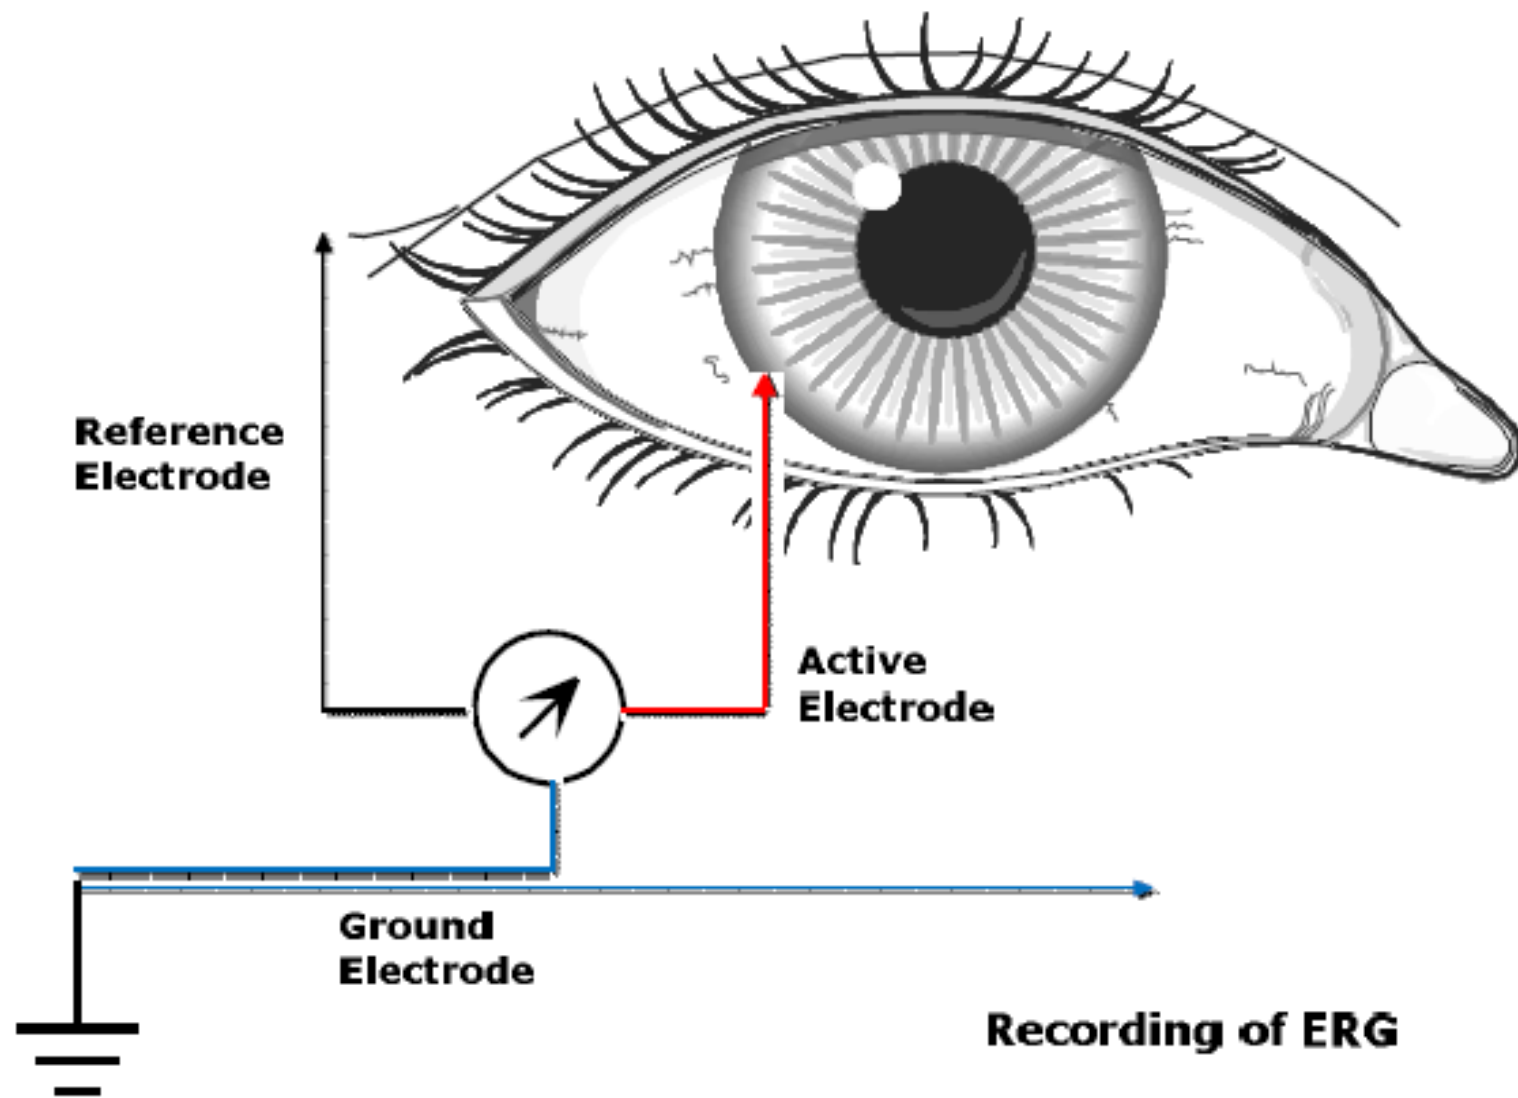 Reference
Electrode
Active
Electrode
Ground
Electrode
Recording of ERG